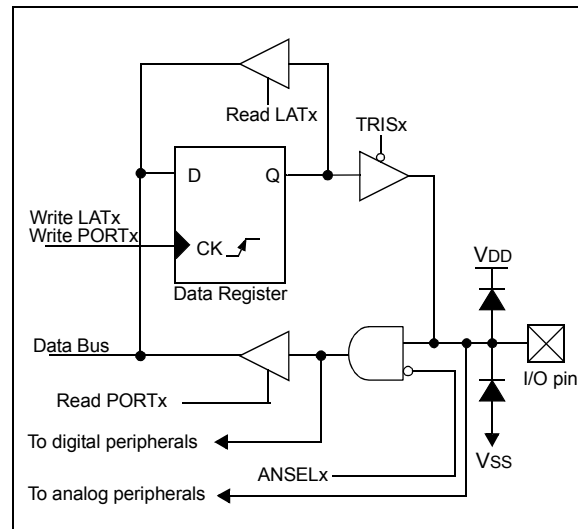 Read LATx
TRISx
D Q
Write LATx
Write PORTx
CK
Data Register
VDD
Data Bus
I/O pin
Read PORTx
To digital peripherals
ANSELx
VSS
To analog peripherals